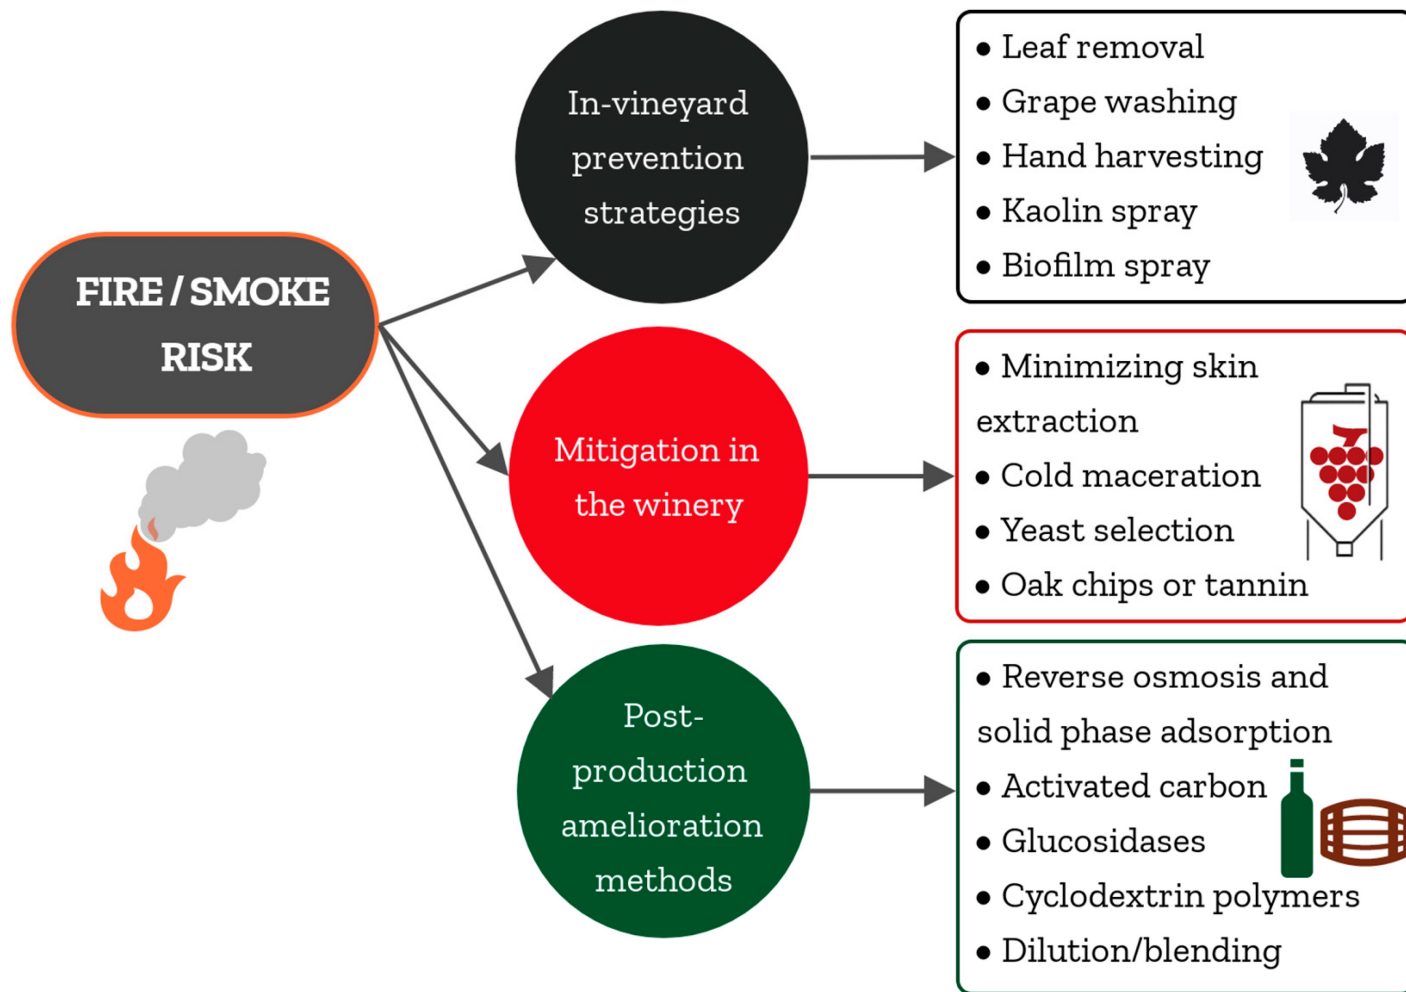 FIRE / SMOKE
RISK
In-vineyard
prevention
strategies
• Leaf removal
• Grape washing
• Hand harvesting
• Kaolin spray
• Biofilm spray
Mitigation in
the winery
• Minimizing skin
extraction
• Cold maceration
• Yeast selection
• Oak chips or tannin
Post-
production
amelioration
methods
• Reverse osmosis and
solid phase adsorption
• Activated carbon
• Glucosidases
• Cyclodextrin polymers
• Dilution/blending